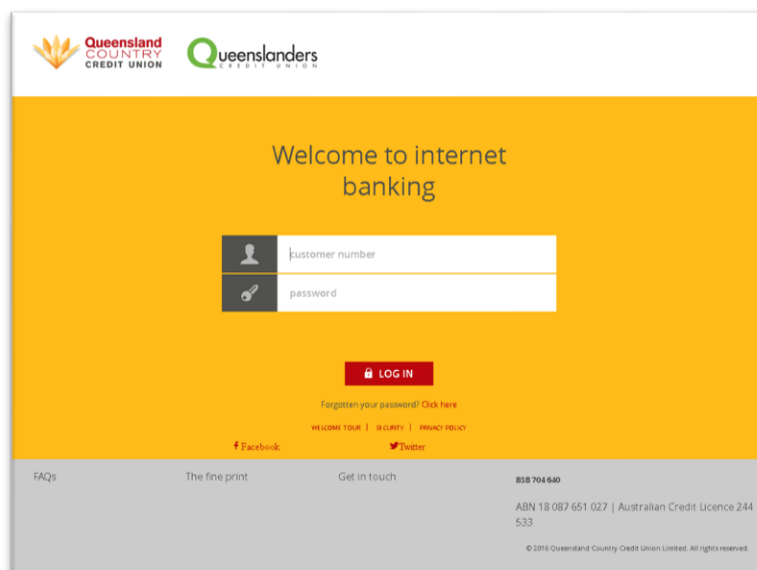 Queensland
COUNTRY
CREDIT UNION
Queenslanders
CREDIT UNION
Welcome to internet
banking
customer number
password
LOG IN
Forgotten your password? Click here
WELCOME TOUR | SECURITY | PRIVACY POLICY
Facebook
Twitter
FAQs
The fine print
Get in touch
BSB 704 640
ABN 18 087 651 027 | Australian Credit Licence 244
533
© 2016 Queensland Country Credit Union Limited. All rights reserved.